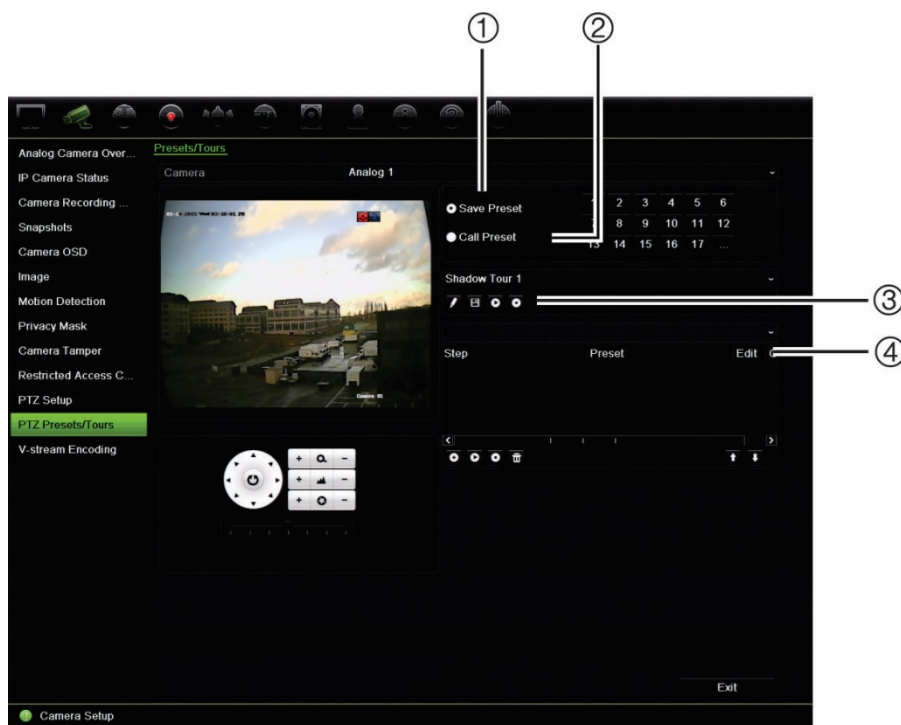 ① ②
Analog Camera Over...
IP Camera Status
Camera Recording ...
Snapshots
Camera OSD
Image
Motion Detection
Privacy Mask
Camera Tamper
Restricted Access C...
PTZ Setup
PTZ Presets/Tours
V-stream Encoding
Presets/Tours
Camera Analog 1
Camera 01
Save Preset
Call Preset
1 2 3 4 5 6
8 9 10 11 12
13 14 15 16 17 ...
Shadow Tour 1
③
Step Preset Edit
④
Exit
Camera Setup